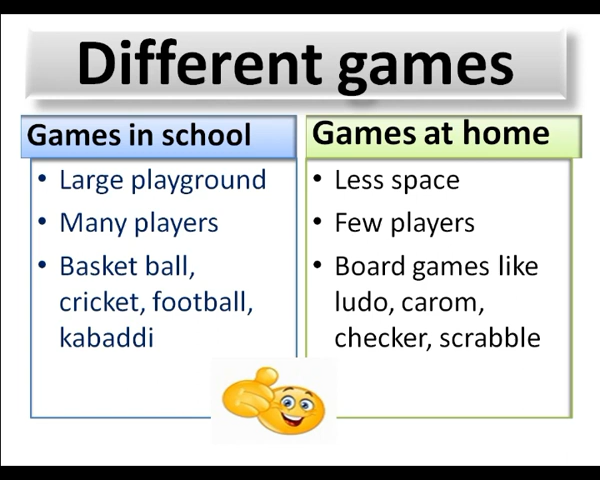 Different games
Games in school
• Large playground
• Many players
• Basket ball,
cricket, football,
kabaddi
Games at home
• Less space
• Few players
• Board games like
ludo, carom,
checker, scrabble